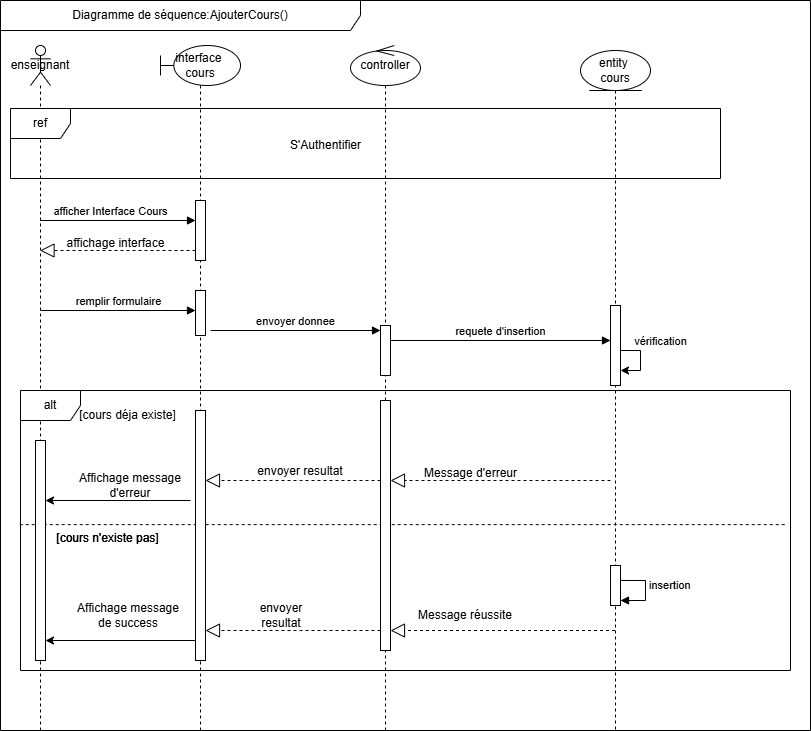 Diagramme de séquence:AjouterCours()
enseignant
interface
cours
controller
entity
cours
ref
S'Authentifier
afficher Interface Cours
affichage interface
remplir formulaire
envoyer donnee
requete d'insertion
vérification
alt
[cours déja existe]
Affichage message
d'erreur
envoyer resultat
Message d'erreur
[cours n'existe pas]
insertion
Affichage message
de success
envoyer
resultat
Message réussite